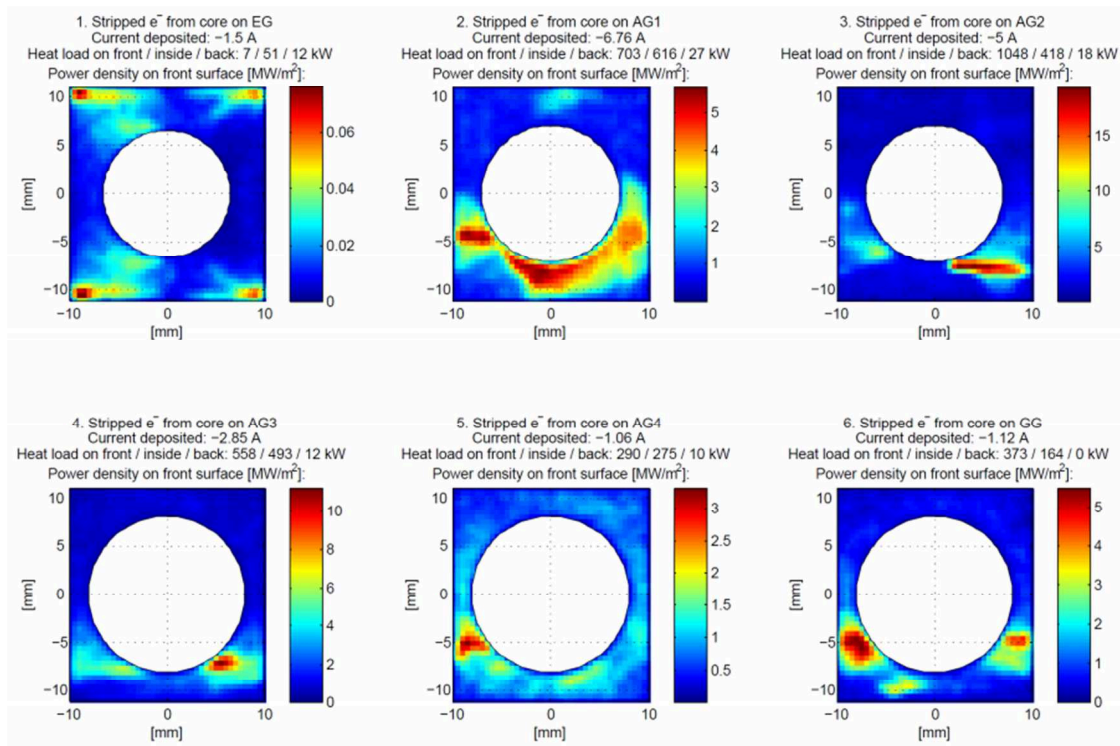 1. Stripped e⁻ from core on EG
Current deposited: −1.5 A
Heat load on front / inside / back: 7 / 51 / 12 kW
Power density on front surface [MW/m²]:
10
5
0
−5
−10
[mm]
−10 0 10
[mm]
0.06
0.04
0.02
0
2. Stripped e⁻ from core on AG1
Current deposited: −6.76 A
Heat load on front / inside / back: 703 / 616 / 27 kW
Power density on front surface [MW/m²]:
10
5
0
−5
−10
[mm]
−10 0 10
[mm]
5
4
3
2
1
3. Stripped e⁻ from core on AG2
Current deposited: −5 A
Heat load on front / inside / back: 1048 / 418 / 18 kW
Power density on front surface [MW/m²]:
10
5
0
−5
−10
[mm]
−10 0 10
[mm]
15
10
5
4. Stripped e⁻ from core on AG3
Current deposited: −2.85 A
Heat load on front / inside / back: 558 / 493 / 12 kW
Power density on front surface [MW/m²]:
10
5
0
−5
−10
[mm]
−10 0 10
[mm]
10
8
6
4
2
0
5. Stripped e⁻ from core on AG4
Current deposited: −1.06 A
Heat load on front / inside / back: 290 / 275 / 10 kW
Power density on front surface [MW/m²]:
10
5
0
−5
−10
[mm]
−10 0 10
[mm]
3
2.5
2
1.5
1
0.5
6. Stripped e⁻ from core on GG
Current deposited: −1.12 A
Heat load on front / inside / back: 373 / 164 / 0 kW
Power density on front surface [MW/m²]:
10
5
0
−5
−10
[mm]
−10 0 10
[mm]
5
4
3
2
1
0